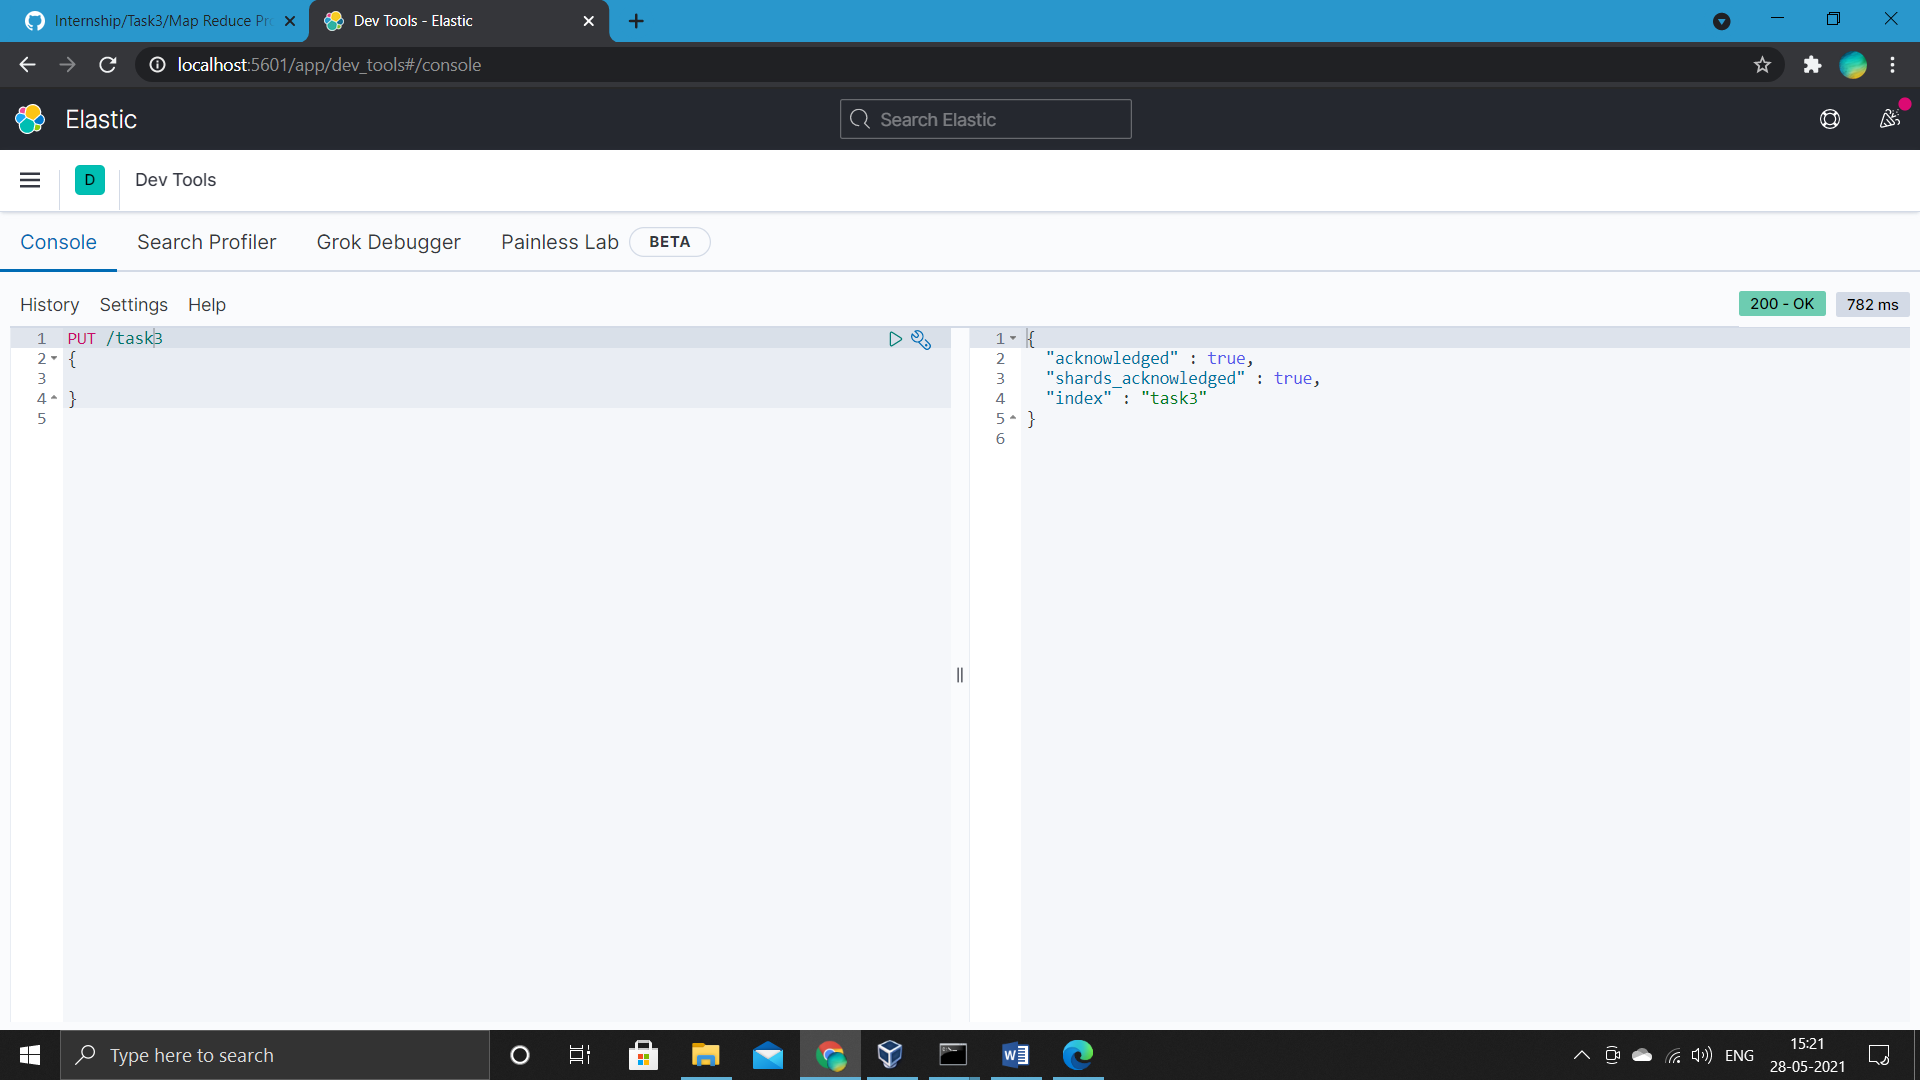 Internship/Task3/Map Reduce Pr
Dev Tools - Elastic
localhost:5601/app/dev_tools#/console
Elastic
Search Elastic
D
Dev Tools
Console
Search Profiler
Grok Debugger
Painless Lab
BETA
History
Settings
Help
200 - OK
782 ms
1 PUT /task3
2 {
3
4 }
5
1 {
2 "acknowledged" : true,
3 "shards_acknowledged" : true,
4 "index" : "task3"
5 }
6
Type here to search
ENG
15:21
28-05-2021